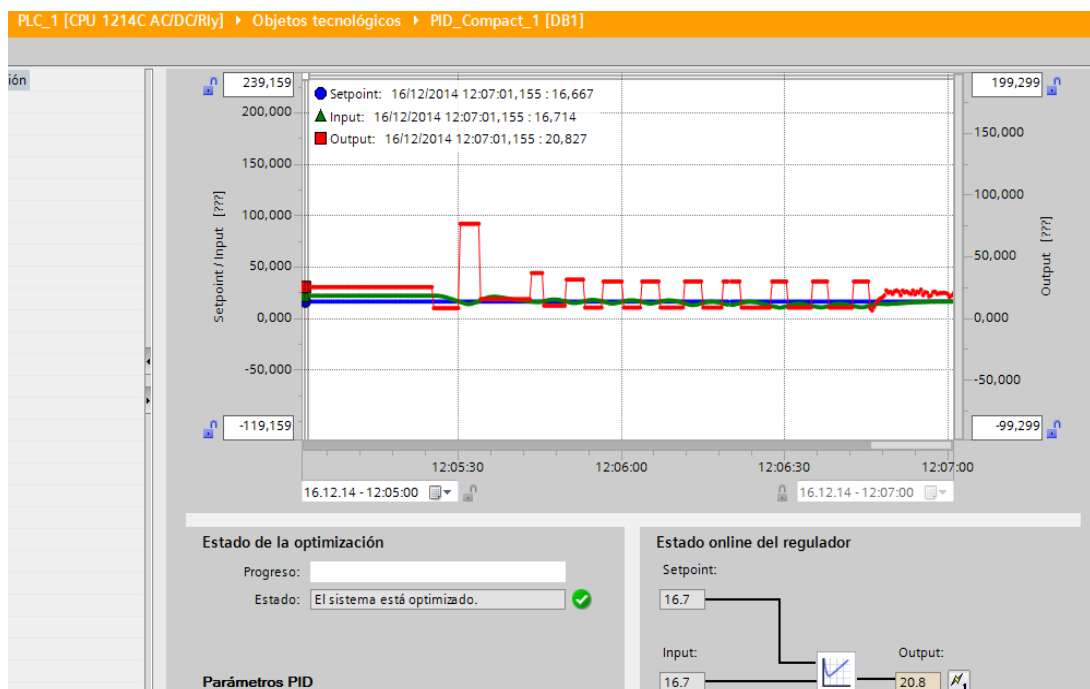 PLC_1 [CPU 1214C AC/DC/Rly] ▸ Objetos tecnológicos ▸ PID_Compact_1 [DB1]
ión
239,159
199,299
Setpoint: 16/12/2014 12:07:01,155 : 16,667
Input: 16/12/2014 12:07:01,155 : 16,714
Output: 16/12/2014 12:07:01,155 : 20,827
200,000
150,000
100,000
50,000
0,000
-50,000
-119,159
Setpoint / Input [???]
150,000
100,000
50,000
0,000
-50,000
-99,299
Output [???]
12:05:30
12:06:00
12:06:30
12:07:00
16.12.14 - 12:05:00
16.12.14 - 12:07:00
Estado de la optimización
Progreso:
Estado: El sistema está optimizado.
Parámetros PID
Estado online del regulador
Setpoint:
16.7
Input:
Output:
16.7
20.8